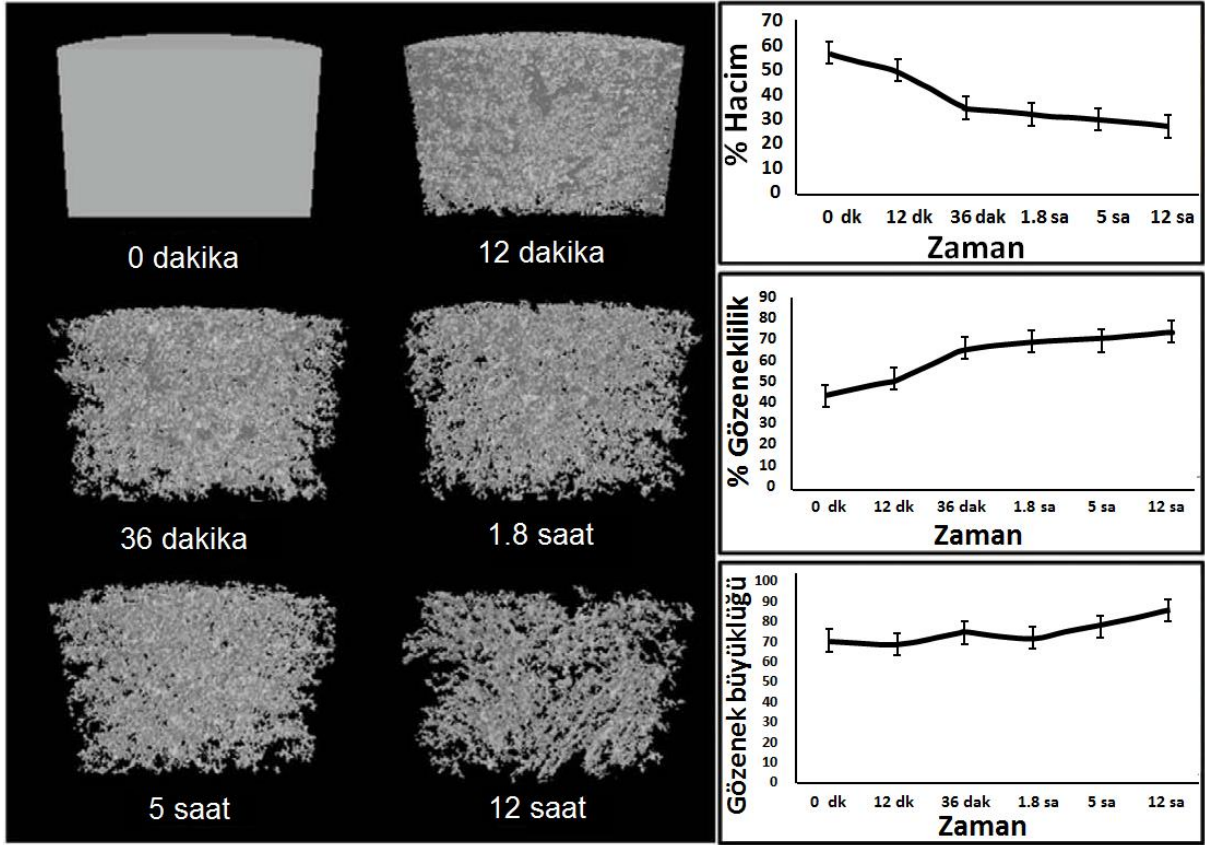 0 dakika
12 dakika
36 dakika
1.8 saat
5 saat
12 saat
% Hacim
70
60
50
40
30
20
10
0
0 dk 12 dk 36 dak 1.8 sa 5 sa 12 sa
Zaman
% Gözeneklilik
90
80
70
60
50
40
30
20
10
0
0 dk 12 dk 36 dak 1.8 sa 5 sa 12 sa
Zaman
Gözenek büyüklüğü
100
90
80
70
60
50
40
30
20
10
0
0 dk 12 dk 36 dak 1.8 sa 5 sa 12 sa
Zaman